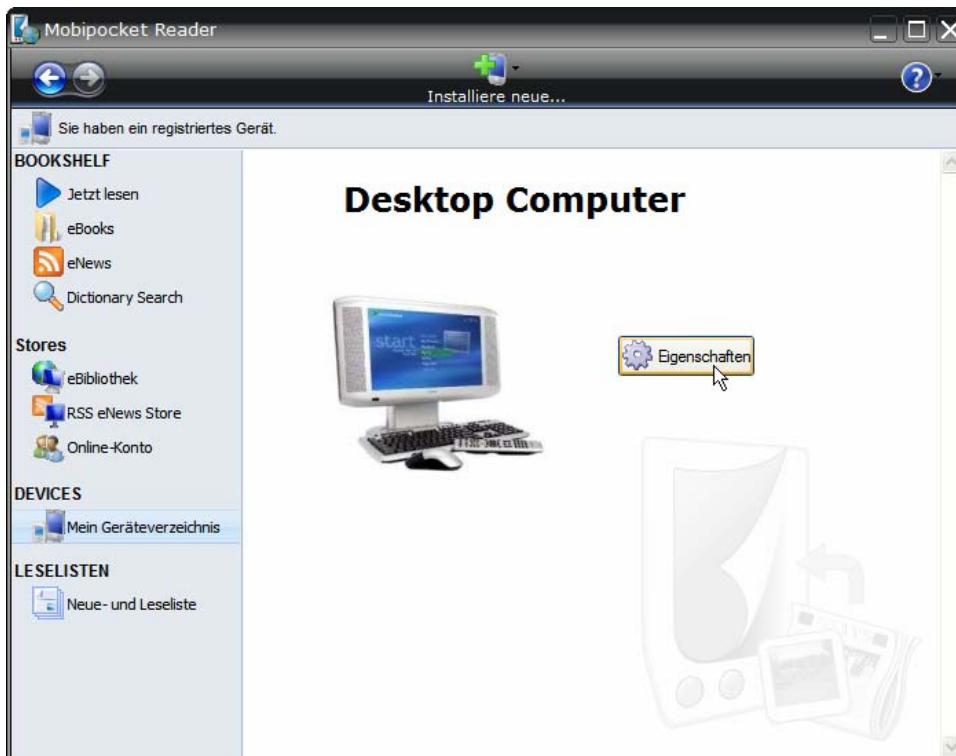 Mobipocket Reader
Installiere neue...
Sie haben ein registriertes Gerät.
BOOKSHELF
Jetzt lesen
eBooks
eNews
Dictionary Search
Stores
eBibliothek
RSS eNews Store
Online-Konto
DEVICES
Mein Geräteverzeichnis
LESELISTEN
Neue- und Leseliste
Desktop Computer
start
Eigenschaften